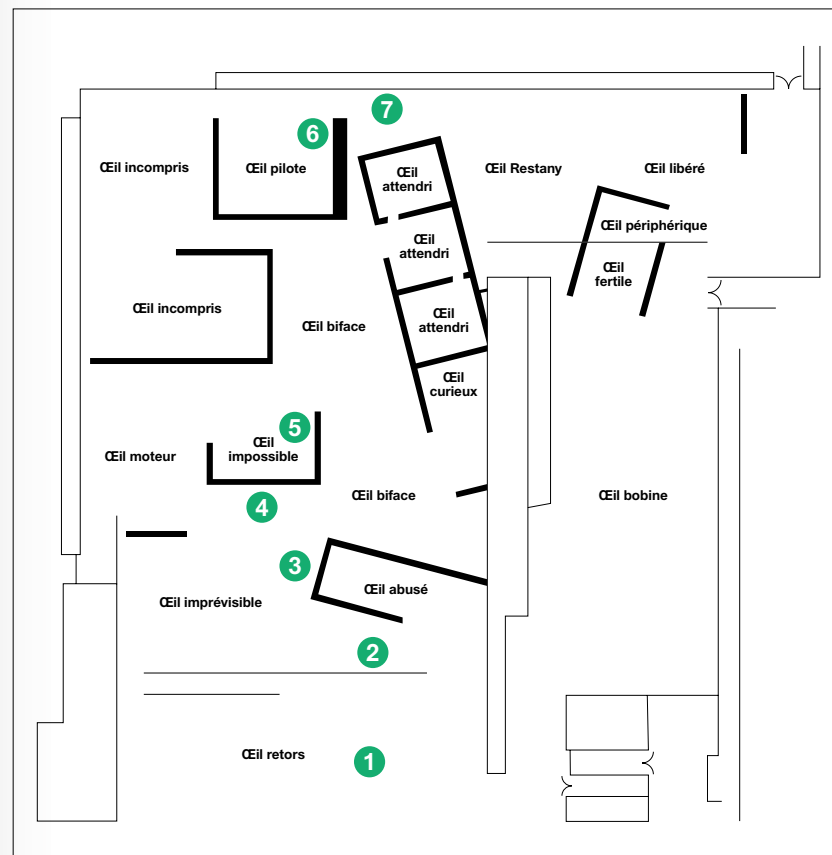 7
6
Œil incompris
Œil pilote
Œil
attendri
Œil Restany
Œil libéré
Œil périphérique
Œil
attendri
Œil
fertile
Œil incompris
Œil biface
Œil
attendri
Œil
curieux
5
Œil moteur
Œil
impossible
4
Œil biface
Œil bobine
3
Œil abusé
Œil imprévisible
2
Œil retors
1